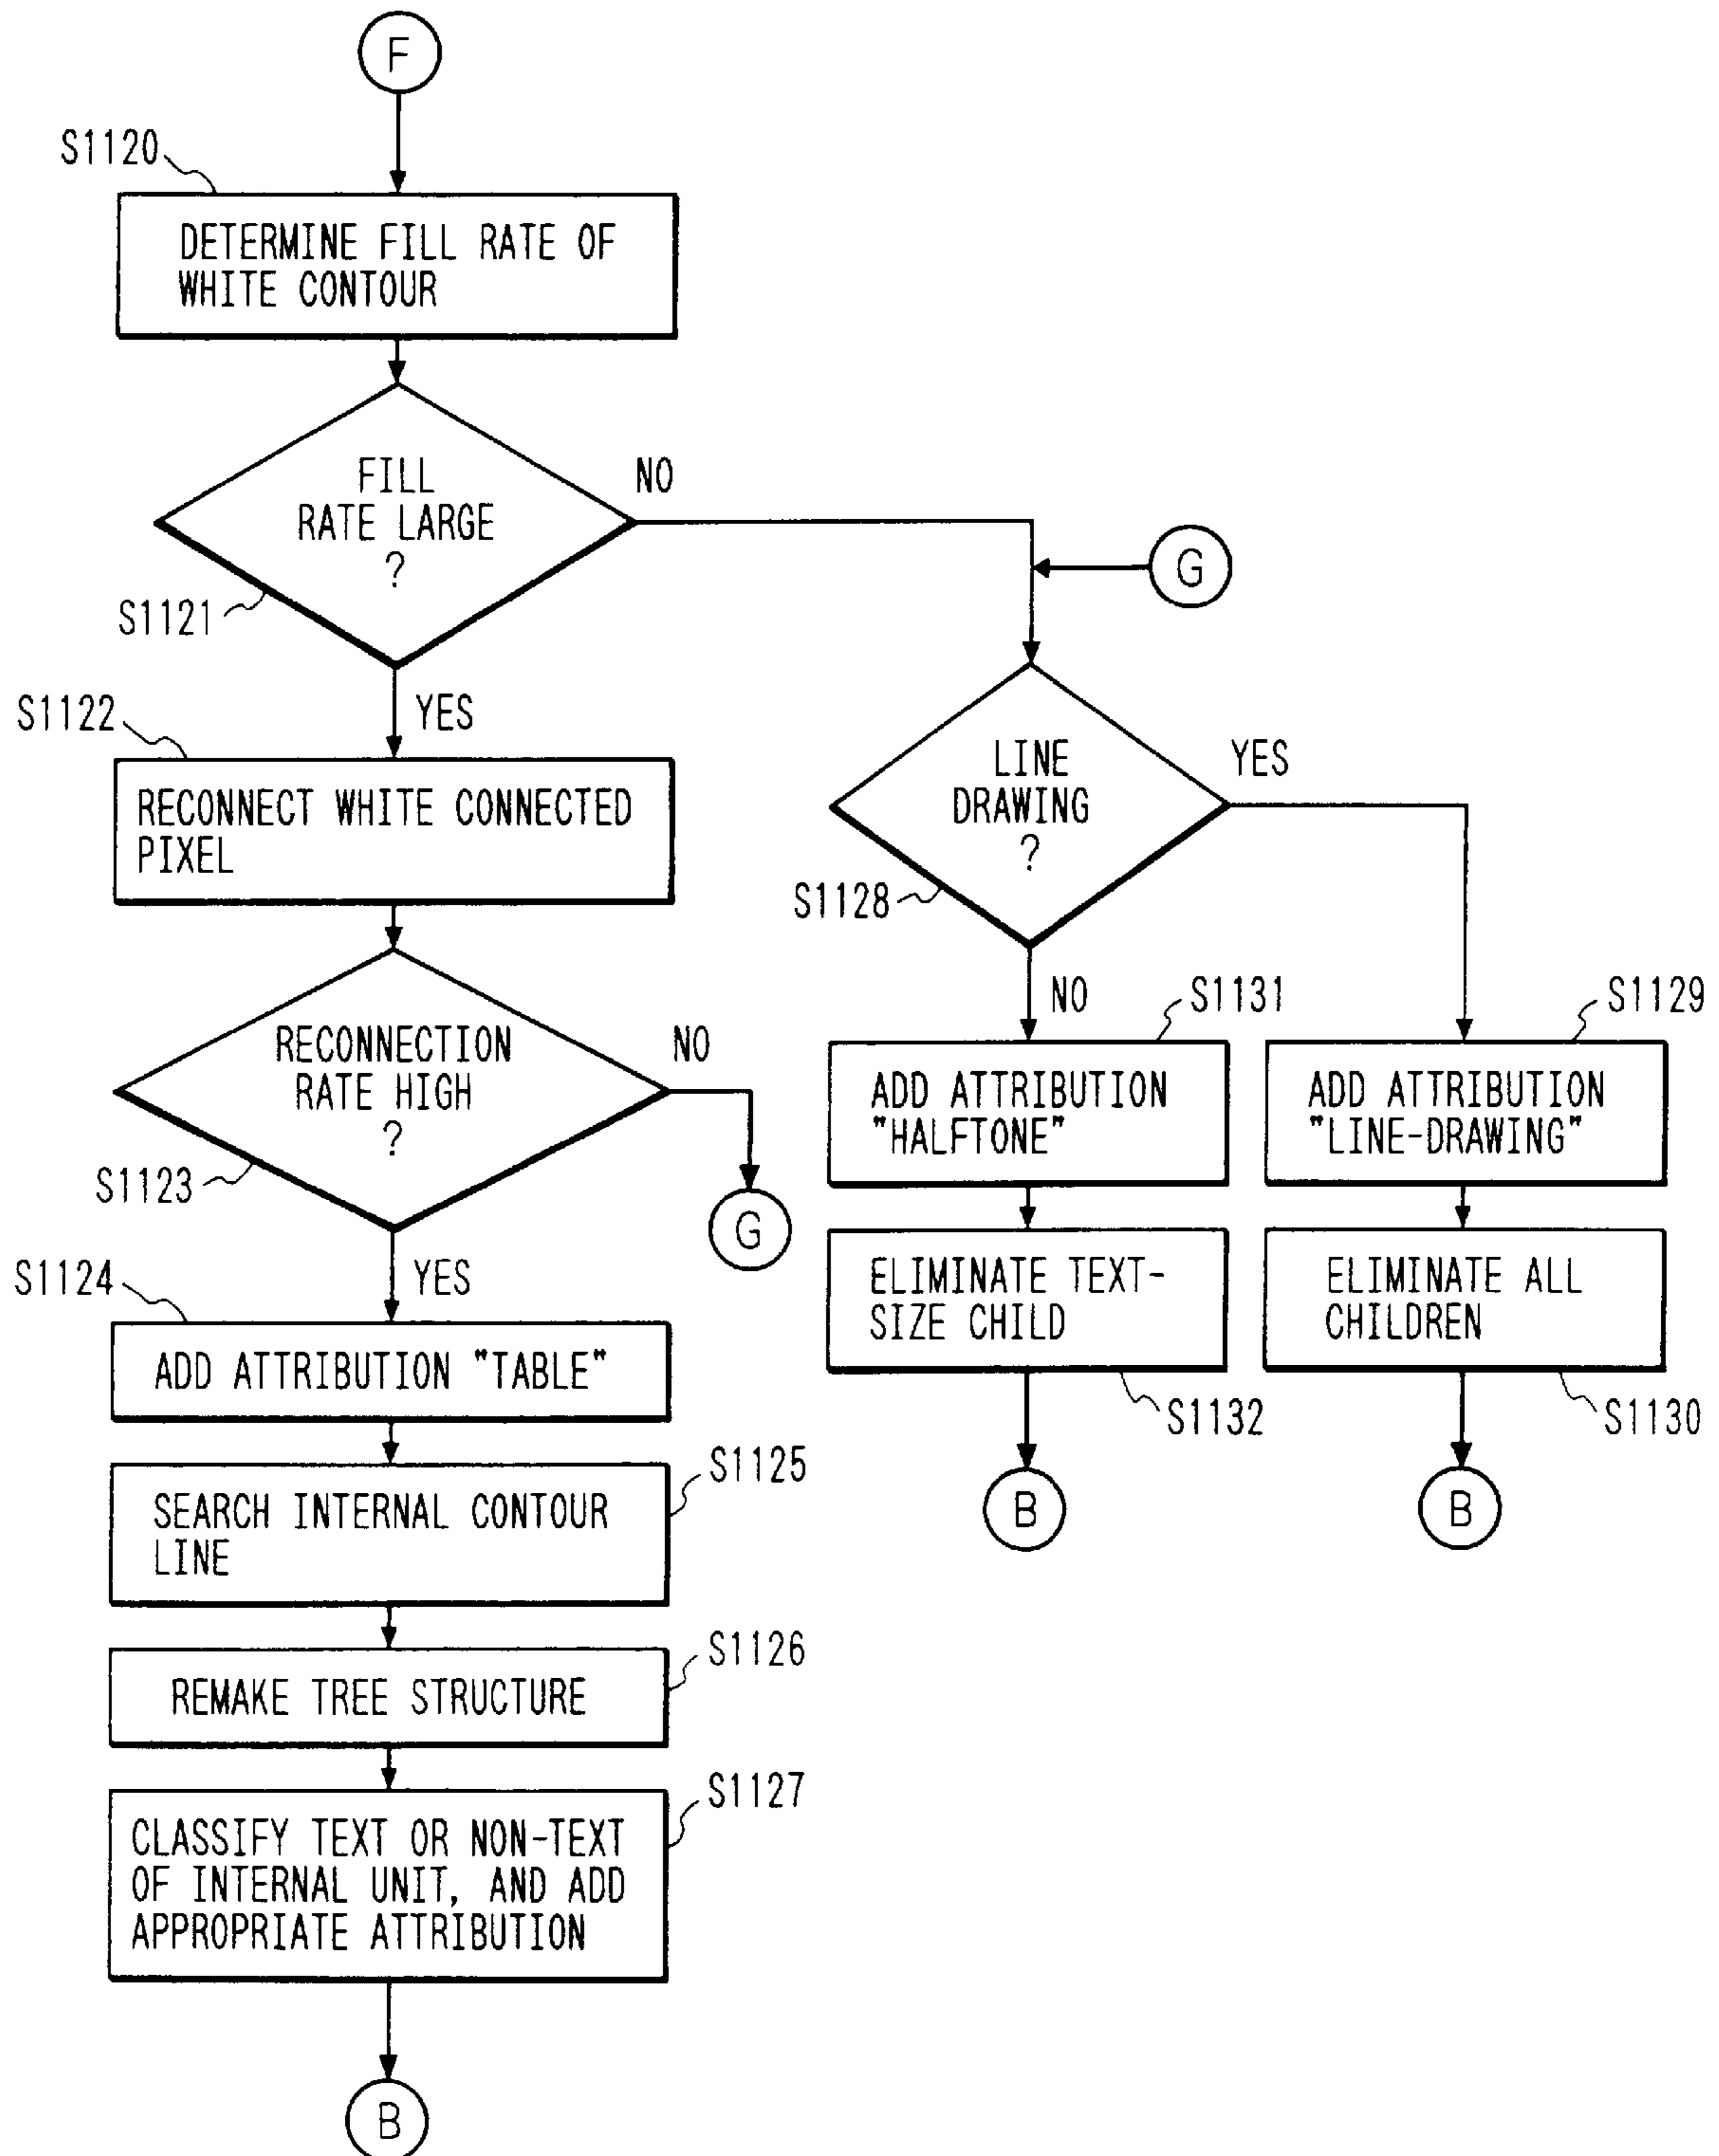 F
S1120
DETERMINE FILL RATE OF
WHITE CONTOUR
FILL
RATE LARGE
?
NO
S1121
YES
G
S1122
RECONNECT WHITE CONNECTED
PIXEL
LINE
DRAWING
?
YES
S1128
NO
RECONNECTION
RATE HIGH
?
NO
S1123
G
YES
S1131
ADD ATTRIBUTION
"HALFTONE"
S1129
ADD ATTRIBUTION
"LINE-DRAWING"
ELIMINATE TEXT-
SIZE CHILD
S1132
B
ELIMINATE ALL
CHILDREN
S1130
B
S1124
ADD ATTRIBUTION "TABLE"
S1125
SEARCH INTERNAL CONTOUR
LINE
S1126
REMAKE TREE STRUCTURE
S1127
CLASSIFY TEXT OR NON-TEXT
OF INTERNAL UNIT, AND ADD
APPROPRIATE ATTRIBUTION
B